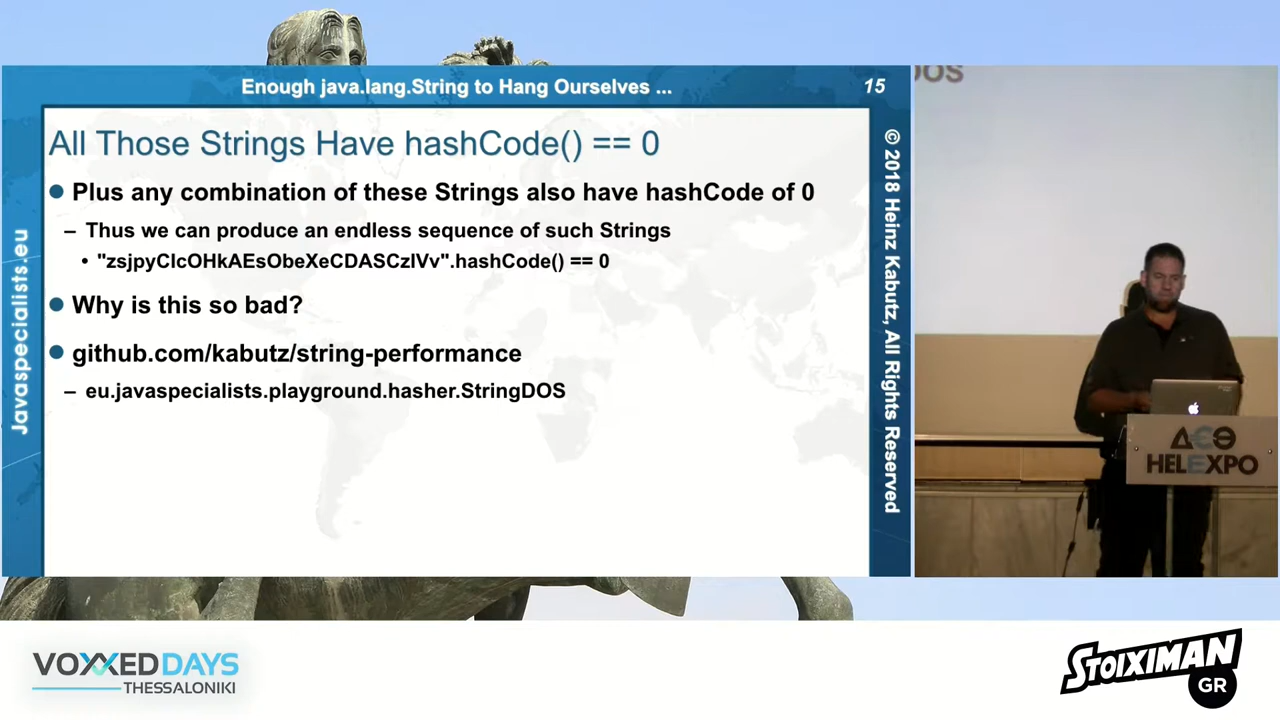 Enough java.lang.String to Hang Ourselves ...
15
All Those Strings Have hashCode() == 0
Plus any combination of these Strings also have hashCode of 0
– Thus we can produce an endless sequence of such Strings
• "zsjpyClcOHkAEsObeXeCDASCzlVv".hashCode() == 0
Why is this so bad?
github.com/kabutz/string-performance
– eu.javaspecialists.playground.hasher.StringDOS
Javaspecialists.eu
© 2018 Heinz Kabutz, All Rights Reserved
DOS
ΔΕΘ
HELEXPO
VOXXED DAYS
THESSALONIKI
STOIXIMAN
GR